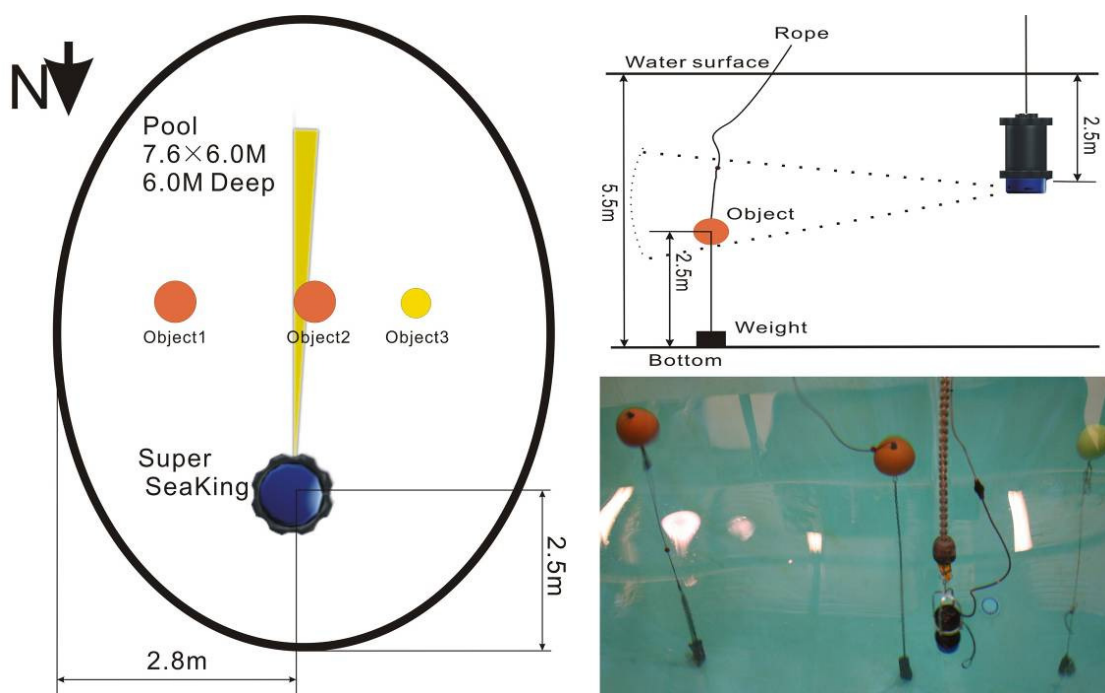 N
Pool
7.6×6.0M
6.0M Deep
Object1
Object2
Object3
Super
SeaKing
2.5m
2.8m
Rope
Water surface
2.5m
5.5m
Object
2.5m
Weight
Bottom